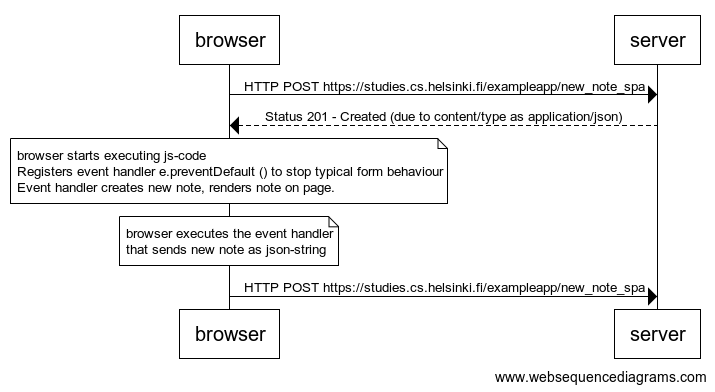 browser
server
HTTP POST https://studies.cs.helsinki.fi/exampleapp/new_note_spa
Status 201 - Created (due to content/type as application/json)
browser starts executing js-code
Registers event handler e.preventDefault () to stop typical form behaviour
Event handler creates new note, renders note on page.
browser executes the event handler
that sends new note as json-string
HTTP POST https://studies.cs.helsinki.fi/exampleapp/new_note_spa
browser
server
www.websequencediagrams.com